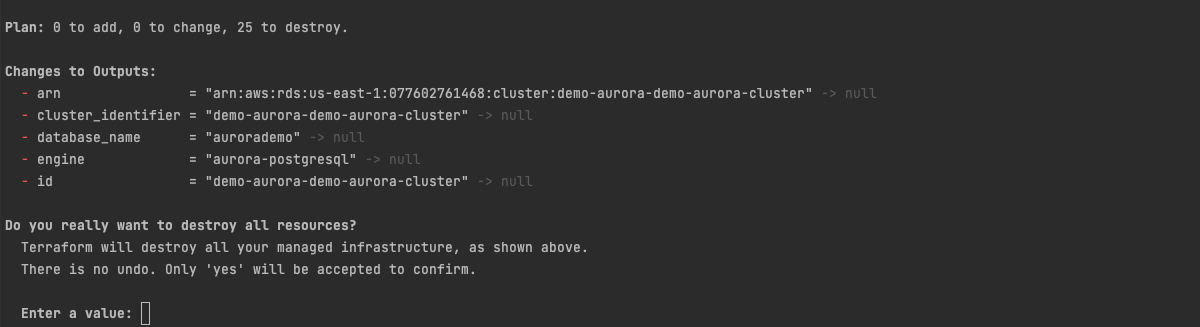 Plan: 0 to add, 0 to change, 25 to destroy.
Changes to Outputs:
- arn = "arn:aws:rds:us-east-1:077602761468:cluster:demo-aurora-demo-aurora-cluster" -> null
- cluster_identifier = "demo-aurora-demo-aurora-cluster" -> null
- database_name = "aurorademo" -> null
- engine = "aurora-postgresql" -> null
- id = "demo-aurora-demo-aurora-cluster" -> null
Do you really want to destroy all resources?
Terraform will destroy all your managed infrastructure, as shown above.
There is no undo. Only 'yes' will be accepted to confirm.
Enter a value: